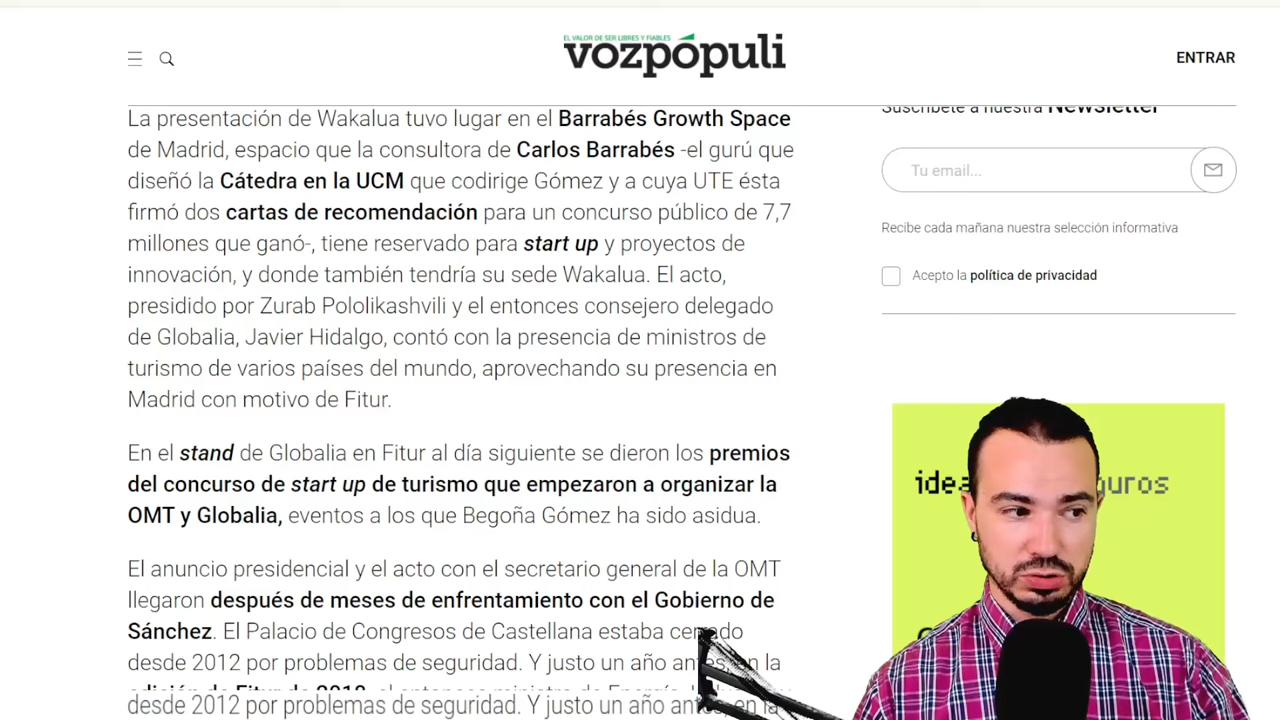 EL VALOR DE SER LIBRES Y FIABLES
vozpópuli
ENTRAR
La presentación de Wakalua tuvo lugar en el Barrabés Growth Space
de Madrid, espacio que la consultora de Carlos Barrabés -el gurú que
diseñó la Cátedra en la UCM que codirige Gómez y a cuya UTE ésta
firmó dos cartas de recomendación para un concurso público de 7,7
millones que ganó-, tiene reservado para start up y proyectos de
innovación, y donde también tendría su sede Wakalua. El acto,
presidido por Zurab Pololikashvili y el entonces consejero delegado
de Globalia, Javier Hidalgo, contó con la presencia de ministros de
turismo de varios países del mundo, aprovechando su presencia en
Madrid con motivo de Fitur.
En el stand de Globalia en Fitur al día siguiente se dieron los premios
del concurso de start up de turismo que empezaron a organizar la
OMT y Globalia, eventos a los que Begoña Gómez ha sido asidua.
El anuncio presidencial y el acto con el secretario general de la OMT
llegaron después de meses de enfrentamiento con el Gobierno de
Sánchez. El Palacio de Congresos de Castellana estaba cerrado
desde 2012 por problemas de seguridad. Y justo un año antes, en la
edición de Fitur de 2018, el entonces ministro de Energía,
desde 2012 por problemas de seguridad. Y justo un año antes, en la
Suscríbete a nuestra Newsletter
Tu email...
Recibe cada mañana nuestra selección informativa
Acepto la política de privacidad
idea guros